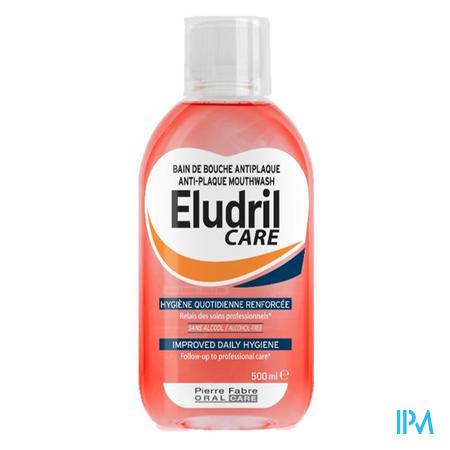 BAIN DE BOUCHE ANTIPLAQUE
ANTI-PLAQUE MOUTHWASH
Eludril
CARE
HYGIÈNE QUOTIDIENNE RENFORCÉE
Relais des soins professionnels*
SANS ALCOOL / ALCOHOL-FREE
IMPROVED DAILY HYGIENE
Follow-up to professional care*
500 ml ℮
Pierre Fabre
ORAL CARE
IPM